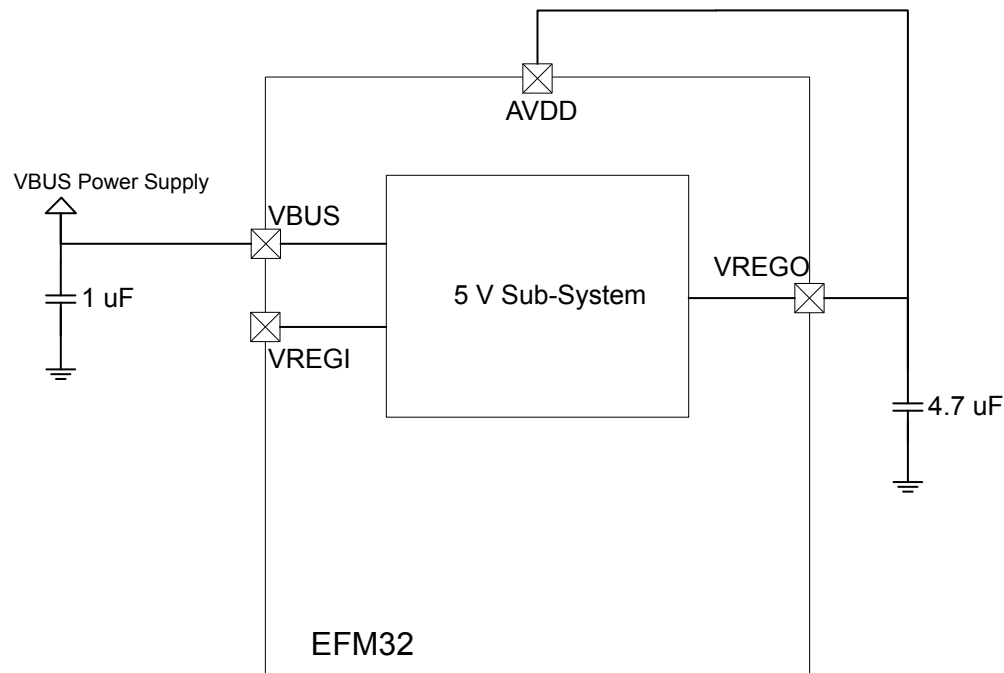 AVDD
VBUS Power Supply
VBUS
VREGO
1 uF
5 V Sub-System
VREGI
4.7 uF
EFM32